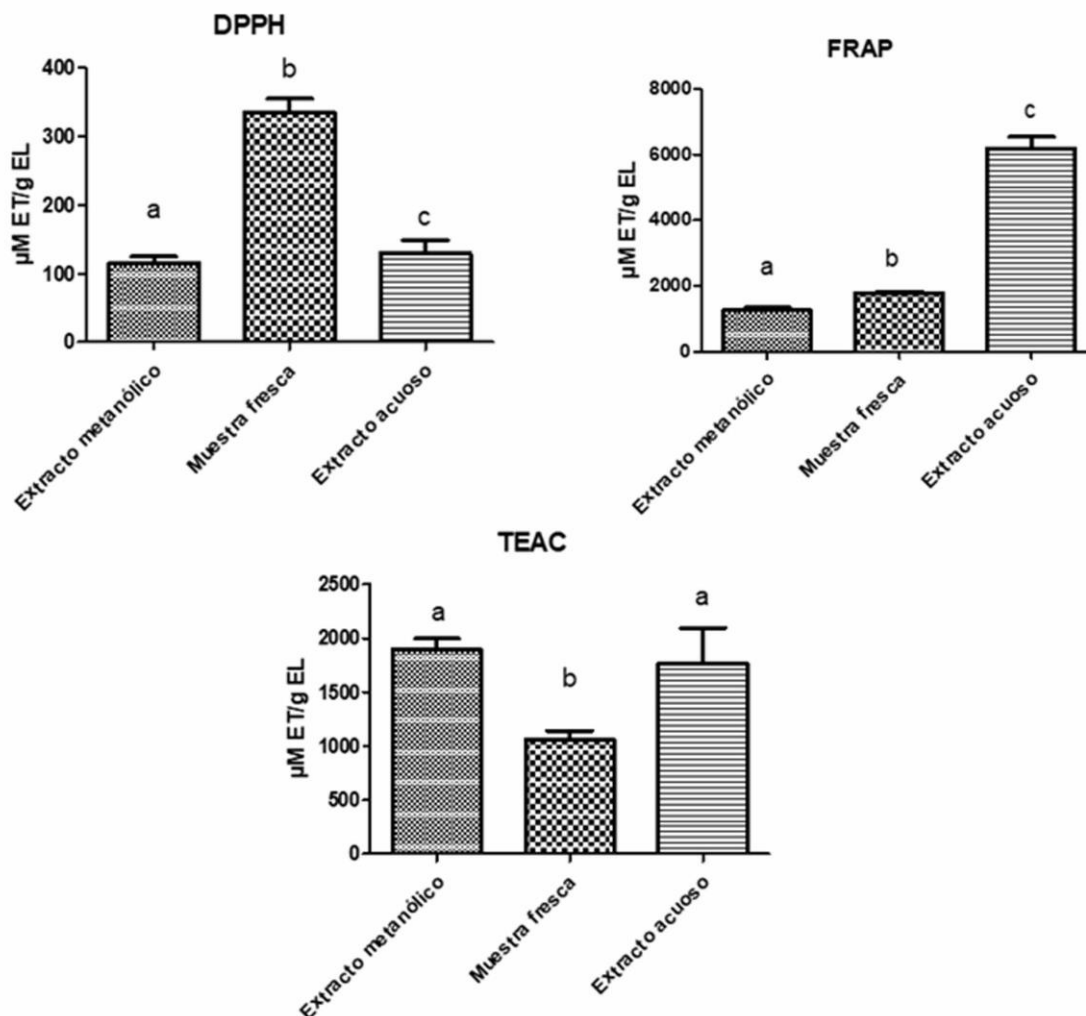 DPPH
µM ET/g EL
400
300
200
100
0
a
b
c
Extracto metanólico
Muestra fresca
Extracto acuoso
FRAP
µM ET/g EL
8000
6000
4000
2000
0
a
b
c
Extracto metanólico
Muestra fresca
Extracto acuoso
TEAC
µM ET/g EL
2500
2000
1500
1000
500
0
a
b
a
Extracto metanólico
Muestra fresca
Extracto acuoso